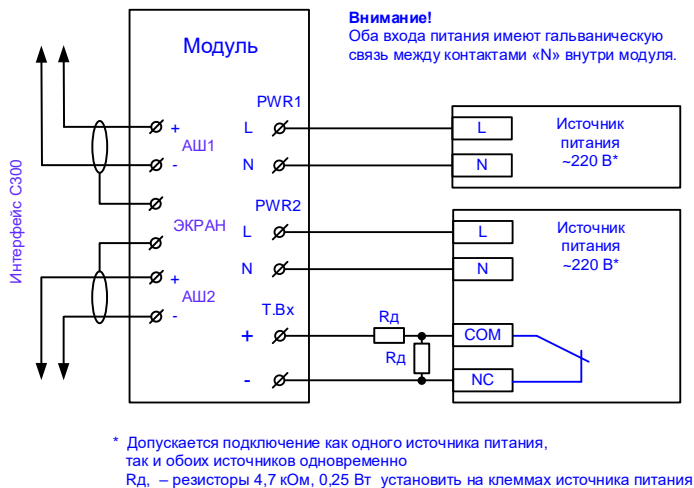 Внимание!
Оба входа питания имеют гальваническую
связь между контактами «N» внутри модуля.
Модуль
Интерфейс С300
+
АШ1
-
ЭКРАН
+
АШ2
-
PWR1
L
N
PWR2
L
N
Т.Вх
+
-
Rд
Rд
L
N
Источник
питания
~220 В*
L
N
Источник
питания
~220 В*
COM
NC
* Допускается подключение как одного источника питания,
так и обоих источников одновременно
Rд, – резисторы 4,7 кОм, 0,25 Вт установить на клеммах источника питания